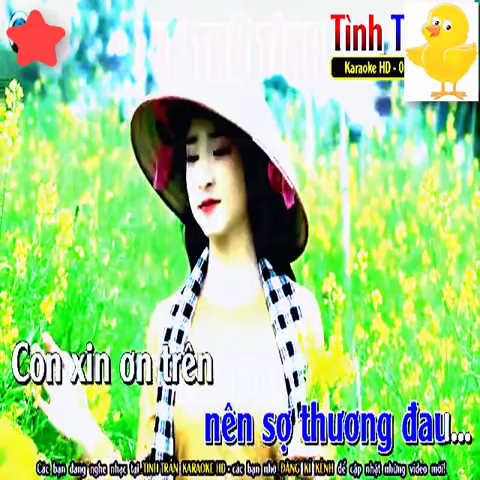 Tình T
Karaoke HD - 0
Con xin ơn trên
nên sợ thương đau...
Các bạn đang nghe nhạc tại TÌNH TRẦN KARAOKE HD - các bạn nhớ ĐĂNG KÍ KÊNH để cập nhật những video mới!